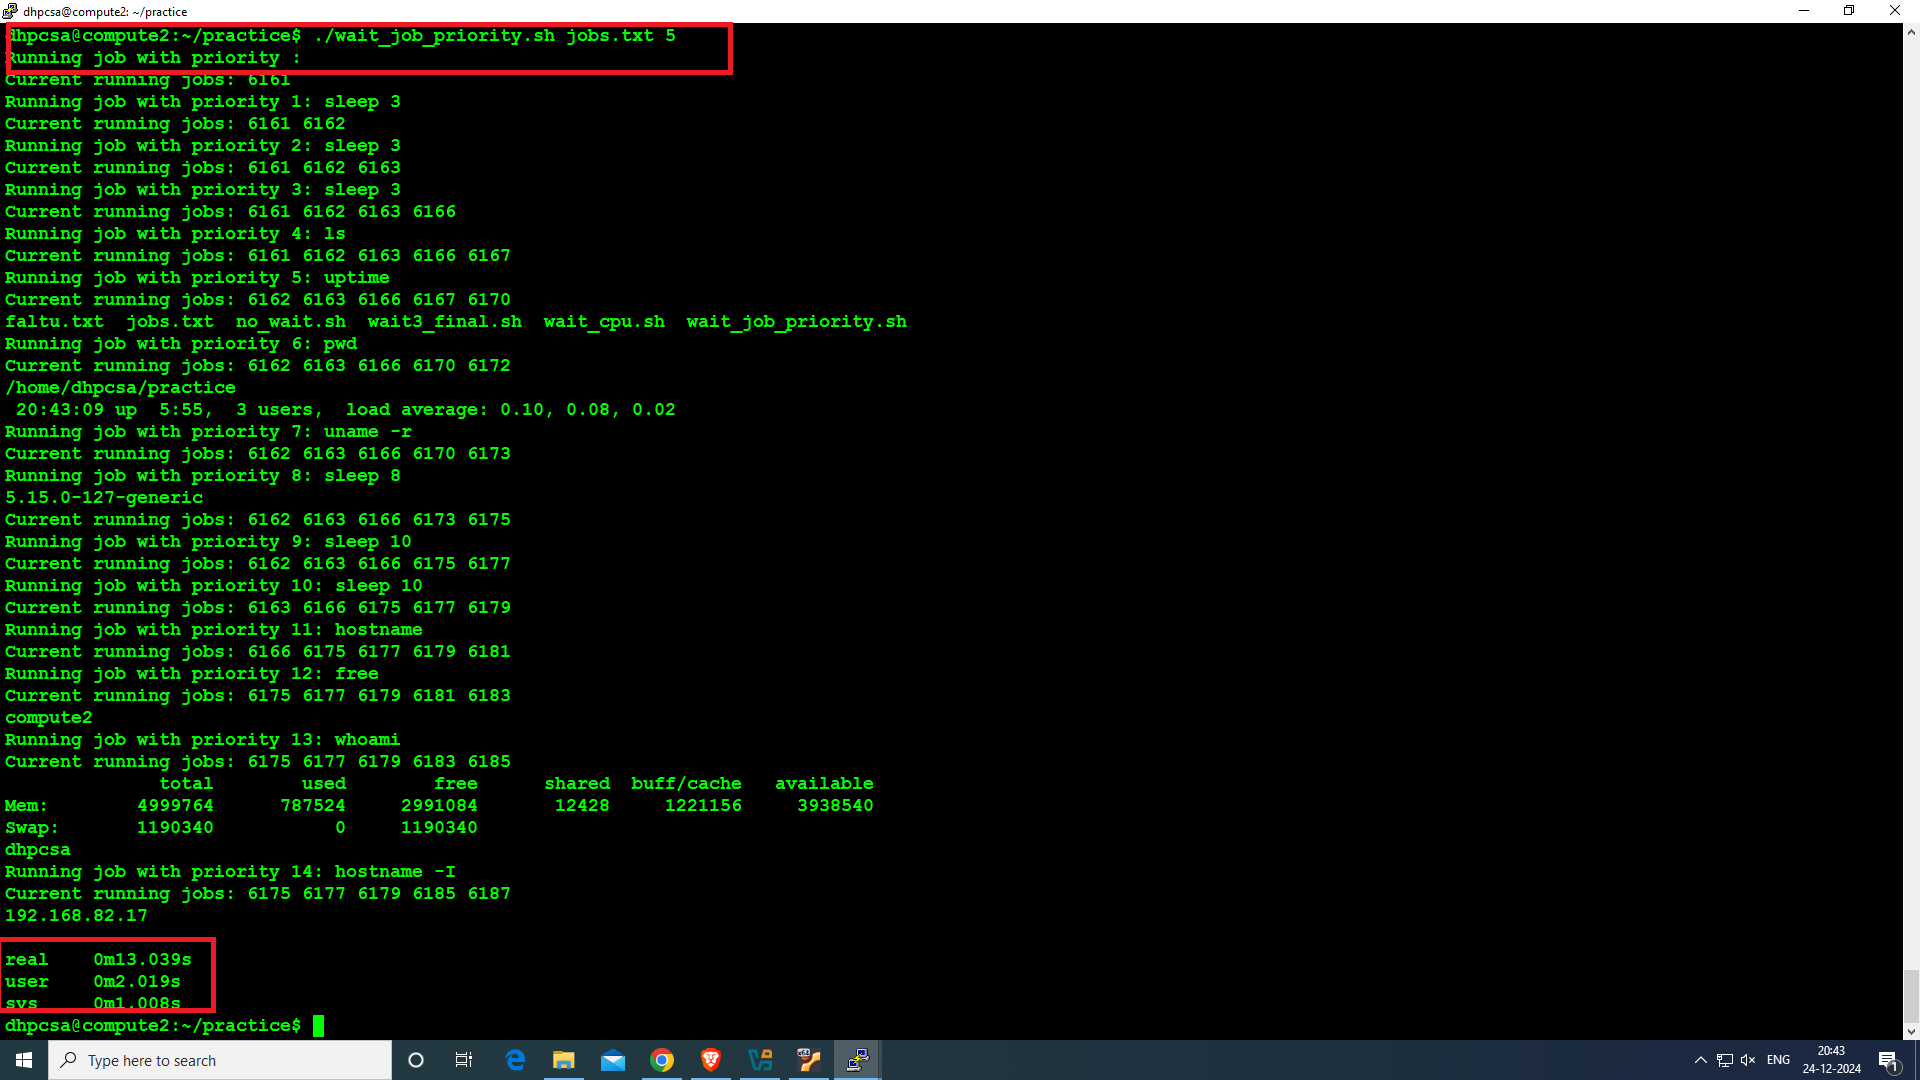 dhpcsa@compute2: ~/practice
dhpcsa@compute2:~/practice$ ./wait_job_priority.sh jobs.txt 5
Running job with priority :
Current running jobs: 6161
Running job with priority 1: sleep 3
Current running jobs: 6161 6162
Running job with priority 2: sleep 3
Current running jobs: 6161 6162 6163
Running job with priority 3: sleep 3
Current running jobs: 6161 6162 6163 6166
Running job with priority 4: ls
Current running jobs: 6161 6162 6163 6166 6167
Running job with priority 5: uptime
Current running jobs: 6162 6163 6166 6167 6170
faltu.txt  jobs.txt  no_wait.sh  wait3_final.sh  wait_cpu.sh  wait_job_priority.sh
Running job with priority 6: pwd
Current running jobs: 6162 6163 6166 6170 6172
/home/dhpcsa/practice
 20:43:09 up  5:55,  3 users,  load average: 0.10, 0.08, 0.02
Running job with priority 7: uname -r
Current running jobs: 6162 6163 6166 6170 6173
Running job with priority 8: sleep 8
5.15.0-127-generic
Current running jobs: 6162 6163 6166 6173 6175
Running job with priority 9: sleep 10
Current running jobs: 6162 6163 6166 6175 6177
Running job with priority 10: sleep 10
Current running jobs: 6163 6166 6175 6177 6179
Running job with priority 11: hostname
Current running jobs: 6166 6175 6177 6179 6181
Running job with priority 12: free
Current running jobs: 6175 6177 6179 6181 6183
compute2
Running job with priority 13: whoami
Current running jobs: 6175 6177 6179 6183 6185
              total        used        free      shared  buff/cache   available
Mem:        4999764      787524     2991084       12428     1221156     3938540
Swap:       1190340           0     1190340
dhpcsa
Running job with priority 14: hostname -I
Current running jobs: 6175 6177 6179 6185 6187
192.168.82.17
real    0m13.039s
user    0m2.019s
sys     0m1.008s
dhpcsa@compute2:~/practice$
Type here to search
ENG
20:43
24-12-2024
1